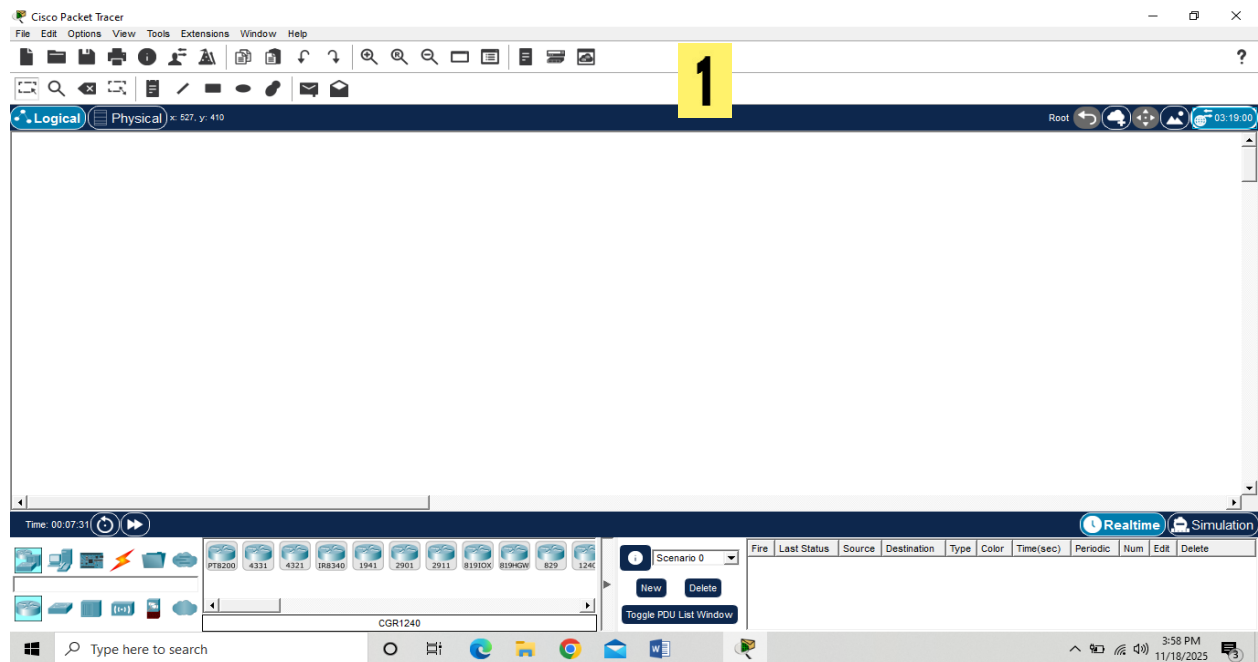 Cisco Packet Tracer
File Edit Options View Tools Extensions Window Help
1
?
Logical Physical x: 527, y: 410 Root 03:19:00
Time: 00:07:31 Realtime Simulation
PT8200 4331 4321 IR8340 1941 2901 2911 819IOX 819HGW 829 1240
CGR1240
Scenario 0
New Delete
Toggle PDU List Window
Fire Last Status Source Destination Type Color Time(sec) Periodic Num Edit Delete
Type here to search
3:58 PM
11/18/2025
3